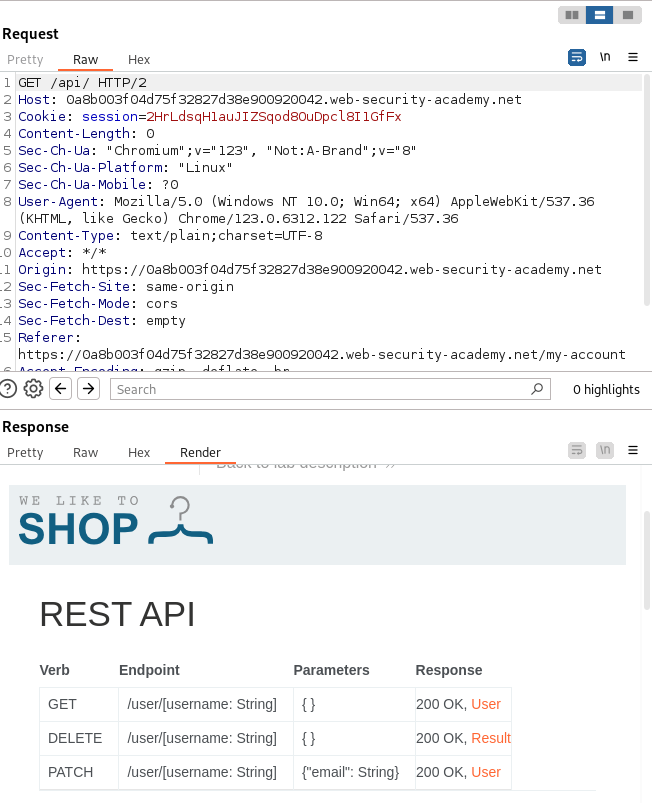 Request
Pretty Raw Hex \n
1 GET /api/ HTTP/2
2 Host: 0a8b003f04d75f32827d38e900920042.web-security-academy.net
3 Cookie: session=2HrLdsqH1auJIZSqod8OuDpcl8I1GfFx
4 Content-Length: 0
5 Sec-Ch-Ua: "Chromium";v="123", "Not:A-Brand";v="8"
6 Sec-Ch-Ua-Platform: "Linux"
7 Sec-Ch-Ua-Mobile: ?0
8 User-Agent: Mozilla/5.0 (Windows NT 10.0; Win64; x64) AppleWebKit/537.36
(KHTML, like Gecko) Chrome/123.0.6312.122 Safari/537.36
9 Content-Type: text/plain;charset=UTF-8
10 Accept: */*
11 Origin: https://0a8b003f04d75f32827d38e900920042.web-security-academy.net
12 Sec-Fetch-Site: same-origin
13 Sec-Fetch-Mode: cors
14 Sec-Fetch-Dest: empty
15 Referer:
https://0a8b003f04d75f32827d38e900920042.web-security-academy.net/my-account
16 Accept-Encoding: gzip, deflate, br
Search 0 highlights
Response
Pretty Raw Hex Render \n
Back to lab description »
WE LIKE TO
SHOP
REST API
Verb Endpoint Parameters Response
GET /user/[username: String] { } 200 OK, User
DELETE /user/[username: String] { } 200 OK, Result
PATCH /user/[username: String] {"email": String} 200 OK, User